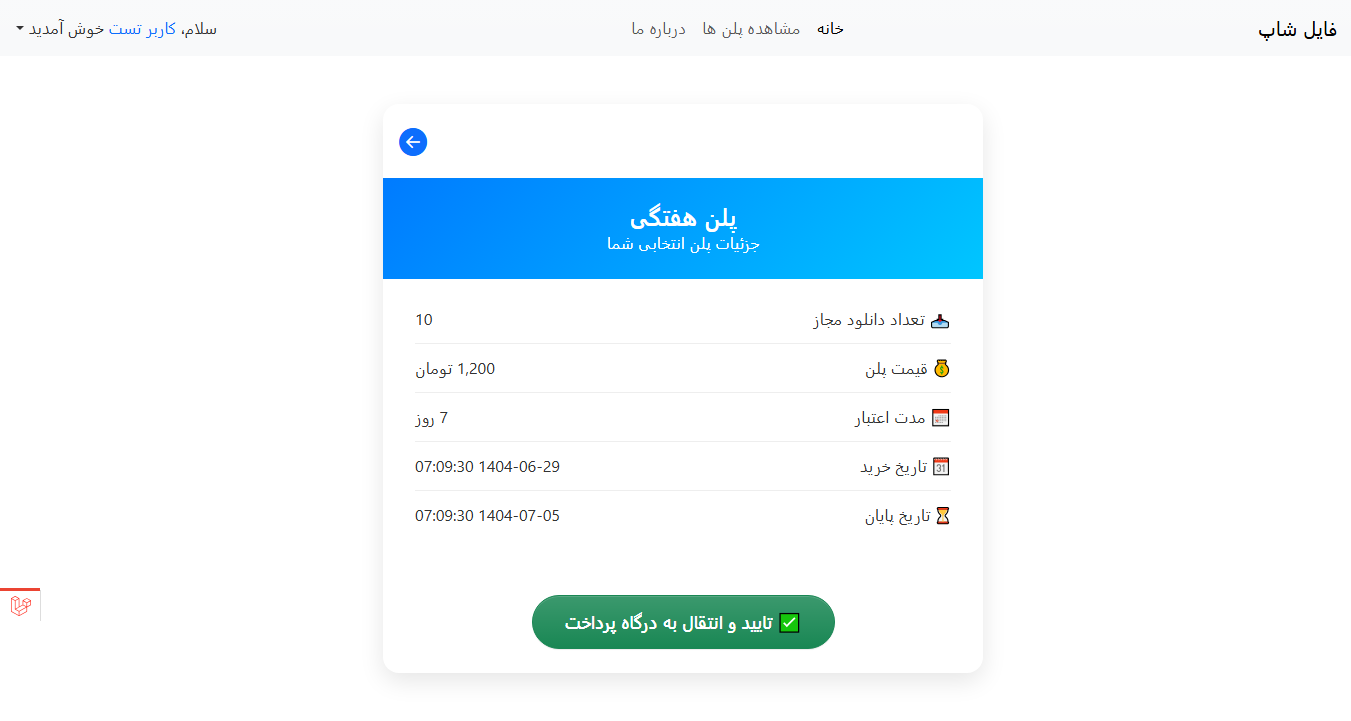 فایل شاپ
خانه مشاهده پلن ها درباره ما
سلام، کاربر تست خوش آمدید
پلن هفتگی
جزئیات پلن انتخابی شما
تعداد دانلود مجاز 10
قیمت پلن 1,200 تومان
مدت اعتبار 7 روز
تاریخ خرید 07:09:30 1404-06-29
تاریخ پایان 07:09:30 1404-07-05
✅ تایید و انتقال به درگاه پرداخت